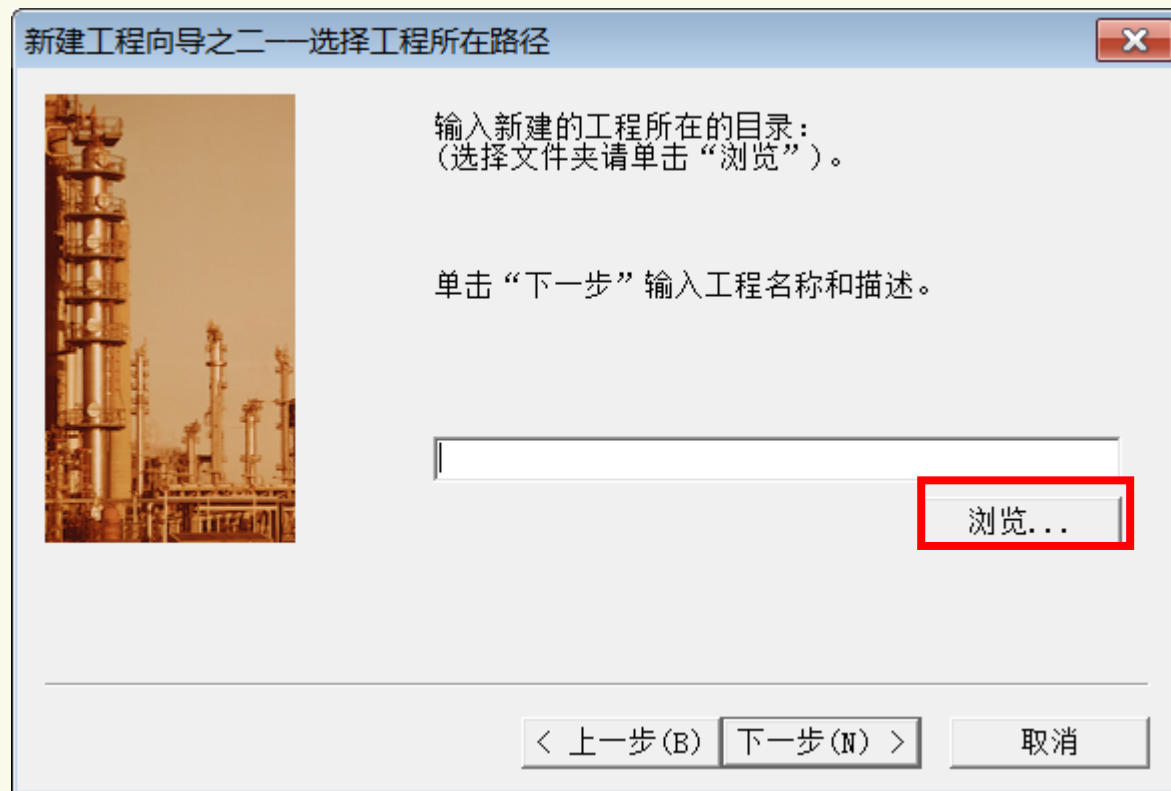 新建工程向导之二——选择工程所在路径
输入新建的工程所在的目录：
(选择文件夹请单击“浏览”)。
单击“下一步”输入工程名称和描述。
浏览...
< 上一步(B)
下一步(N) >
取消